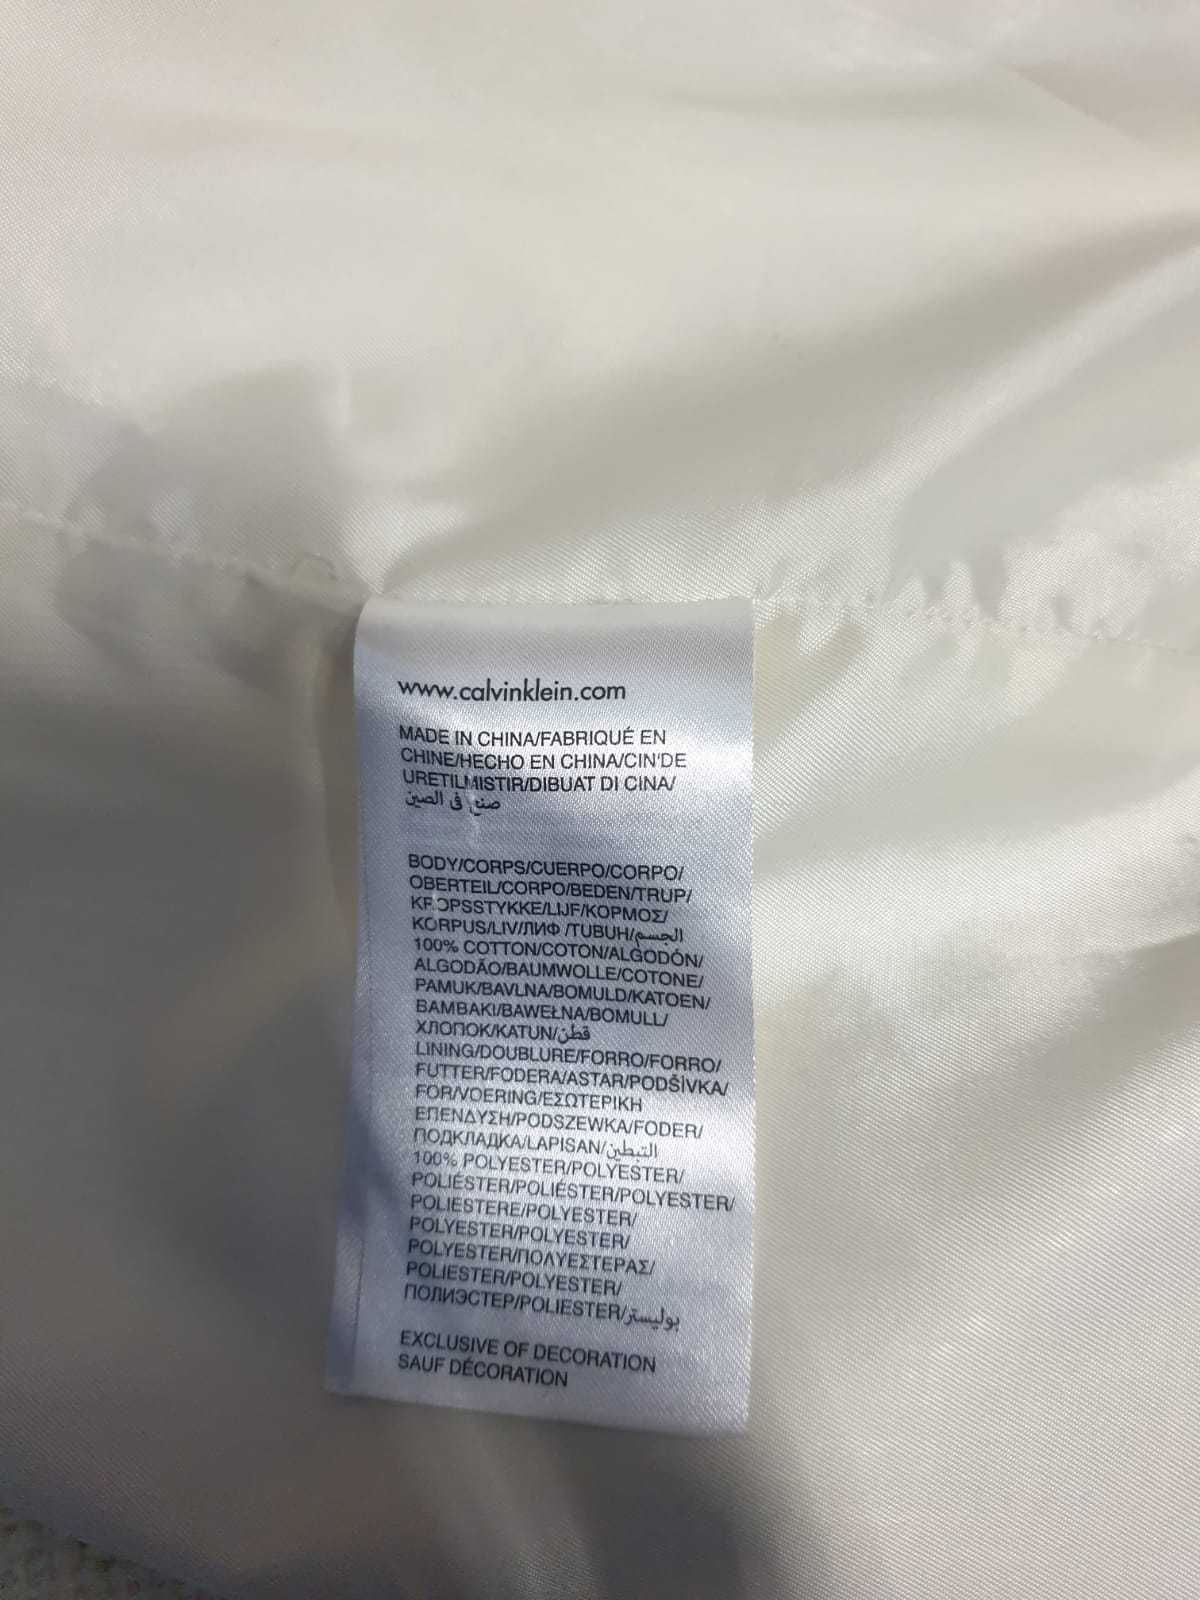 www.calvinklein.com
MADE IN CHINA/FABRIQUÉ EN
CHINE/HECHO EN CHINA/CIN'DE
URETILMISTIR/DIBUAT DI CINA/
صنع في الصين
BODY/CORPS/CUERPO/CORPO/
OBERTEIL/CORPO/BEDEN/TRUP/
KROPSSTYKKE/LIJF/ΚΟΡΜΟΣ/
KORPUS/LIV/ЛИФ /TUBUH/الجسم
100% COTTON/COTON/ALGODÓN/
ALGODÃO/BAUMWOLLE/COTONE/
PAMUK/BAVLNA/BOMULD/KATOEN/
BAMBAKI/BAWEŁNA/BOMULL/
ХЛОПОК/KATUN/قطن
LINING/DOUBLURE/FORRO/FORRO/
FUTTER/FODERA/ASTAR/PODŠÍVKA/
FOR/VOERING/ΕΣΩΤΕΡΙΚΗ
ΕΠΕΝΔΥΣΗ/PODSZEWKA/FODER/
ПОДКЛАДКА/LAPISAN/التبطين
100% POLYESTER/POLYESTER/
POLIÉSTER/POLIÉSTER/POLYESTER/
POLIESTERE/POLYESTER/
POLYESTER/POLYESTER/
POLYESTER/ΠΟΛΥΕΣΤΕΡΑΣ/
POLIESTER/POLYESTER/
ПОЛИЭСТЕР/POLIESTER/بوليستر
EXCLUSIVE OF DECORATION
SAUF DÉCORATION